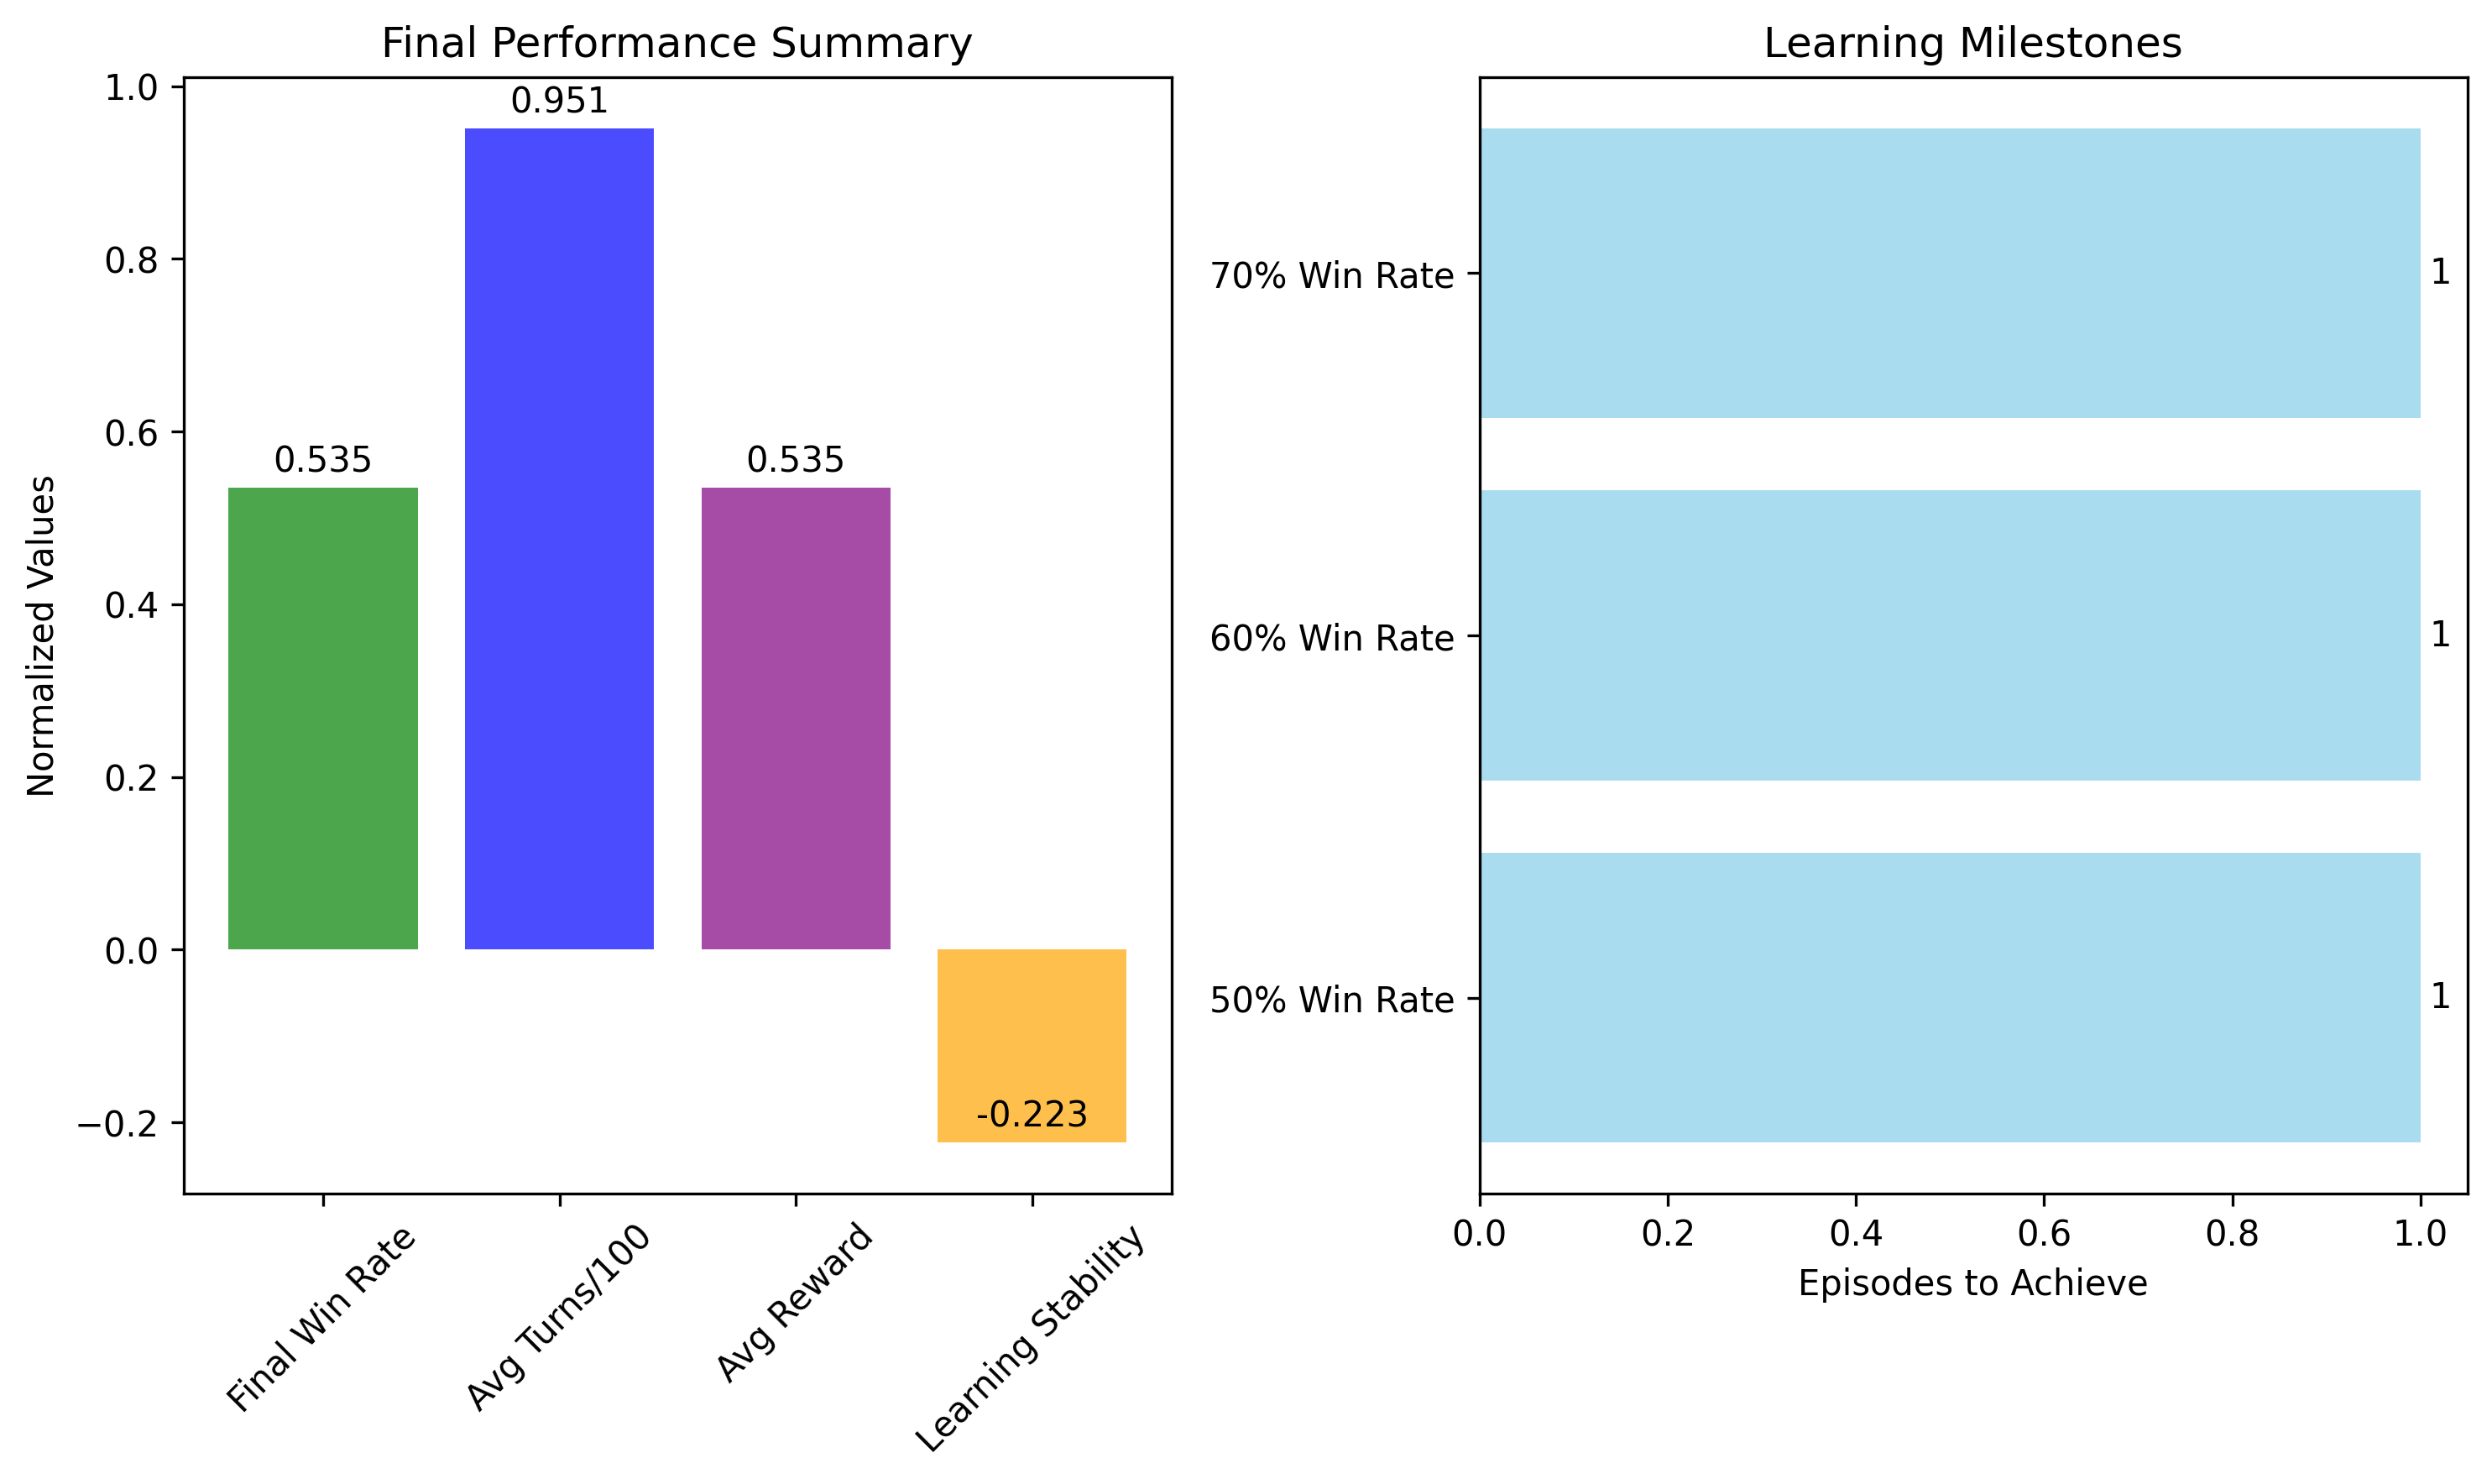 Final Performance Summary
Normalized Values
1.0
0.8
0.6
0.4
0.2
0.0
−0.2
0.535
0.951
0.535
-0.223
Final Win Rate
Avg Turns/100
Avg Reward
Learning Stability
Learning Milestones
70% Win Rate
60% Win Rate
50% Win Rate
1
1
1
0.0 0.2 0.4 0.6 0.8 1.0
Episodes to Achieve